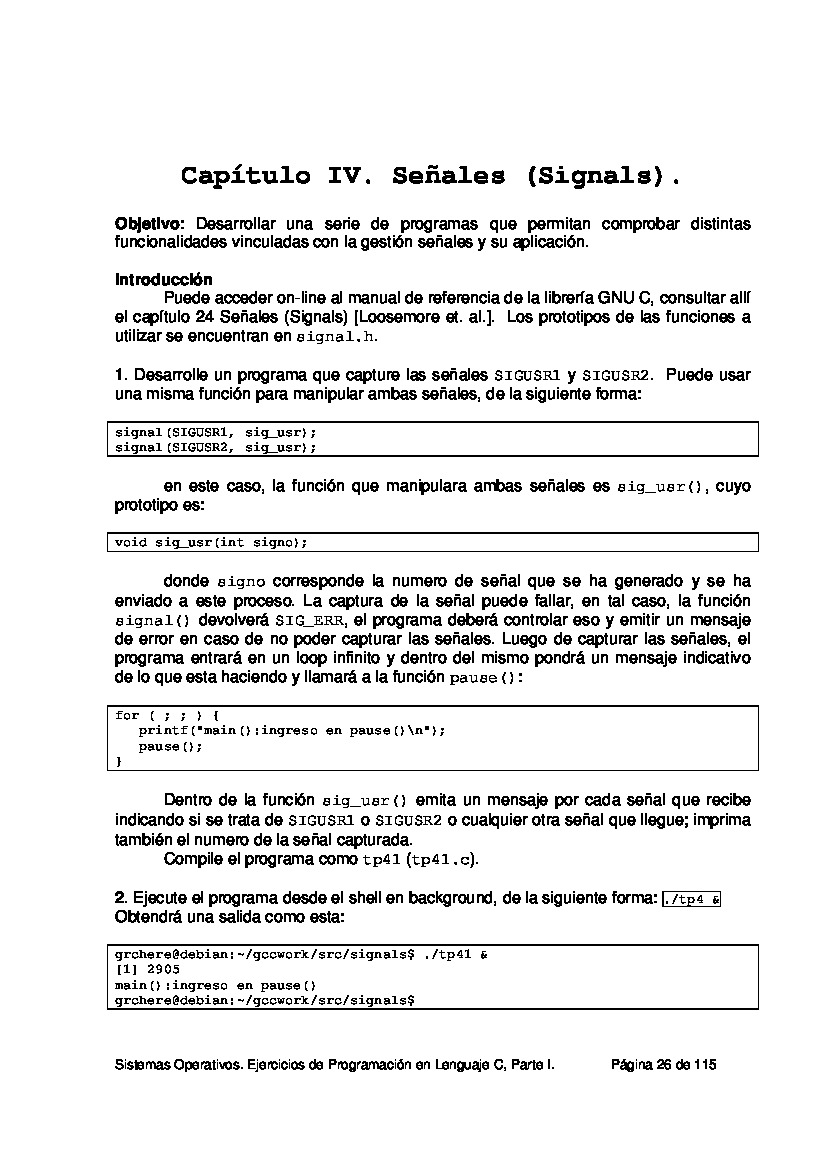 Capítulo IV. Señales (Signals).
Objetivo: Desarrollar una serie de programas que permitan comprobar distintas
funcionalidades vinculadas con la gestión señales y su aplicación.
Introducción
Puede acceder on-line al manual de referencia de la librería GNU C, consultar allí
el capítulo 24 Señales (Signals) [Loosemore et. al.]. Los prototipos de las funciones a
utilizar se encuentran en signal.h.
1. Desarrolle un programa que capture las señales SIGUSR1 y SIGUSR2. Puede usar
una misma función para manipular ambas señales, de la siguiente forma:
signal(SIGUSR1, sig_usr);
signal(SIGUSR2, sig_usr);
en este caso, la función que manipulara ambas señales es sig_usr(), cuyo
prototipo es:
void sig_usr(int signo);
donde signo corresponde la numero de señal que se ha generado y se ha
enviado a este proceso. La captura de la señal puede fallar, en tal caso, la función
signal() devolverá SIG_ERR, el programa deberá controlar eso y emitir un mensaje
de error en caso de no poder capturar las señales. Luego de capturar las señales, el
programa entrará en un loop infinito y dentro del mismo pondrá un mensaje indicativo
de lo que esta haciendo y llamará a la función pause():
for ( ; ; ) {
printf("main():ingreso en pause()\n");
pause();
}
Dentro de la función sig_usr() emita un mensaje por cada señal que recibe
indicando si se trata de SIGUSR1 o SIGUSR2 o cualquier otra señal que llegue; imprima
también el numero de la señal capturada.
Compile el programa como tp41 (tp41.c).
2. Ejecute el programa desde el shell en background, de la siguiente forma: ./tp4 &
Obtendrá una salida como esta:
grchere@debian:~/gccwork/src/signals$ ./tp41 &
[1] 2905
main():ingreso en pause()
grchere@debian:~/gccwork/src/signals$
Sistemas Operativos. Ejercicios de Programación en Lenguaje C, Parte I. Página 26 de 115